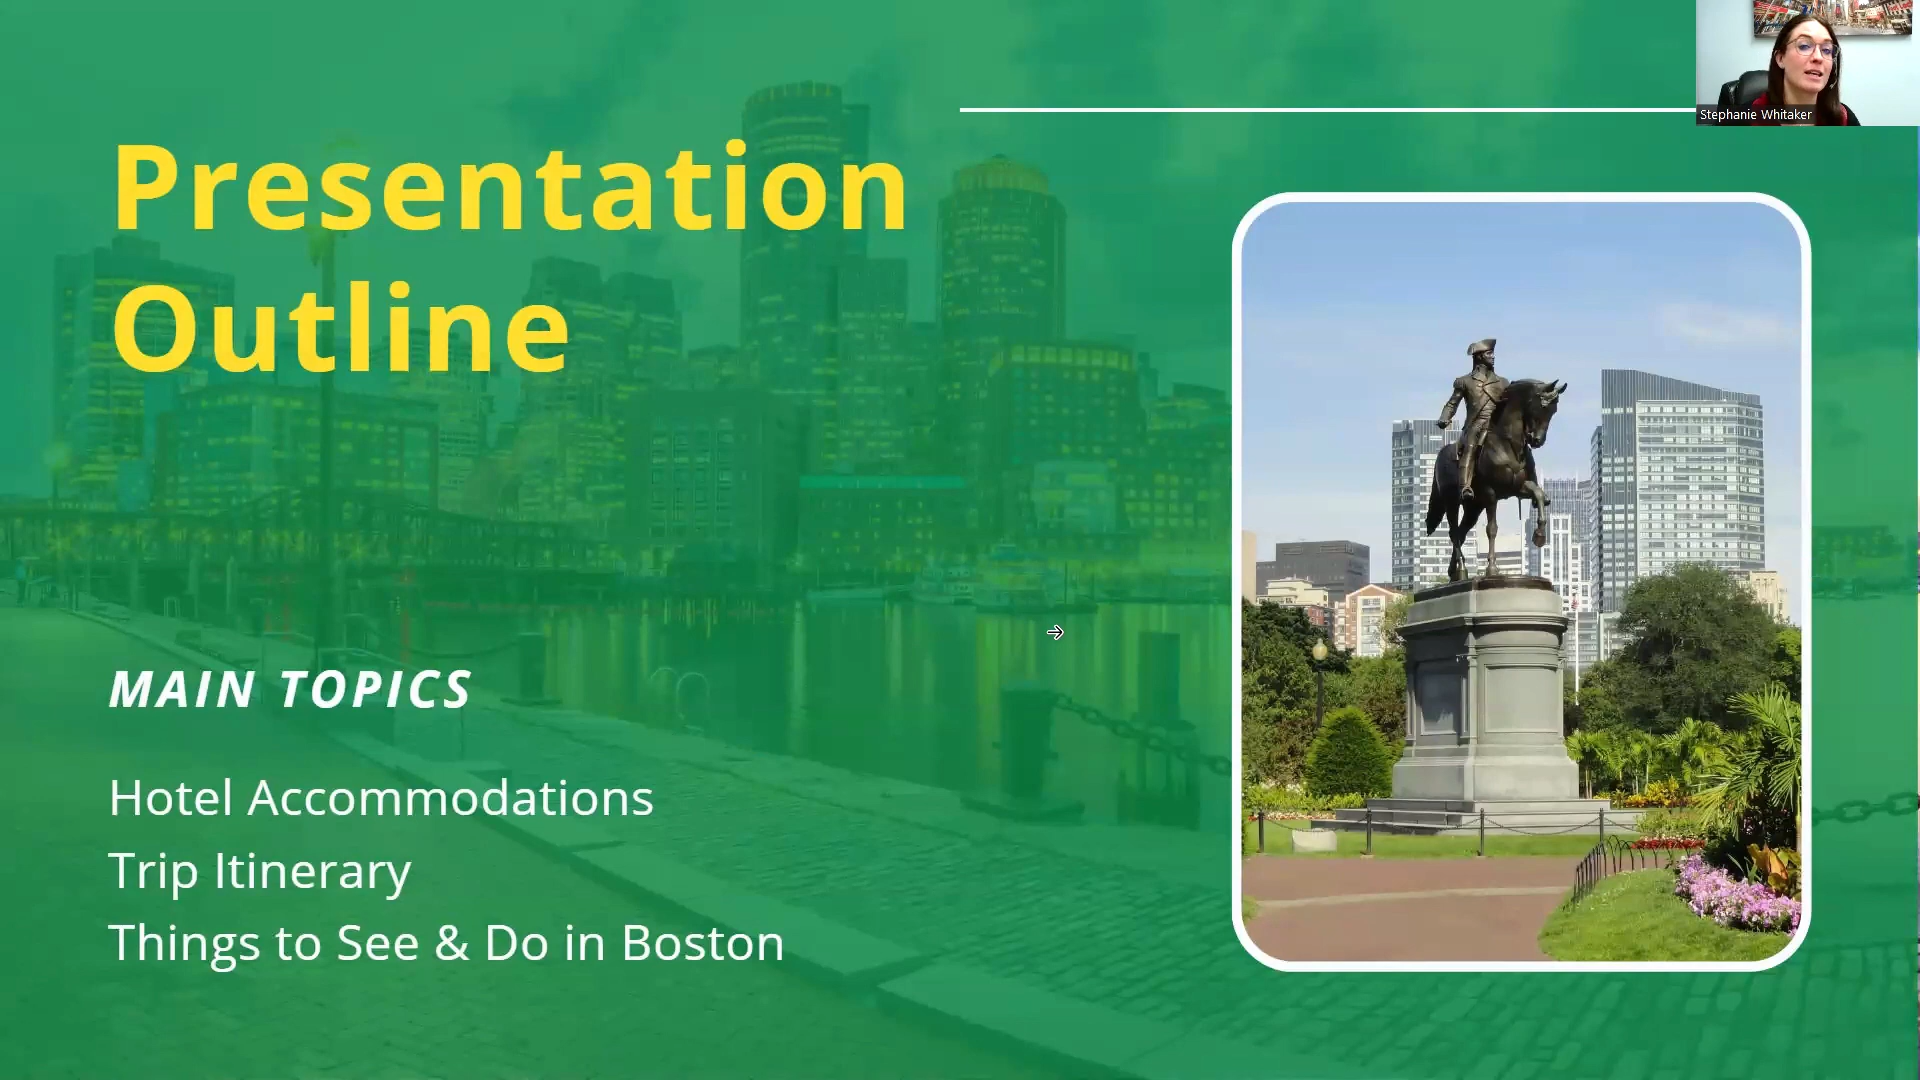 Stephanie Whitaker
Presentation
Outline
MAIN TOPICS
Hotel Accommodations
Trip Itinerary
Things to See & Do in Boston